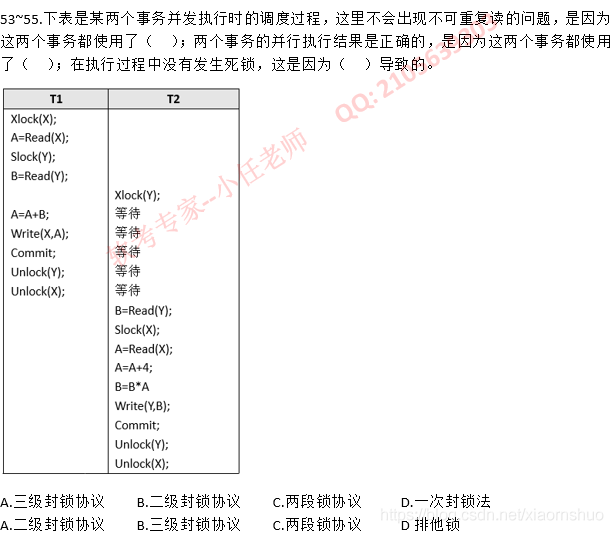 53~55.下表是某两个事务并发执行时的调度过程，这里不会出现不可重复读的问题，是因为
这两个事务都使用了（ ）；两个事务的并行执行结果是正确的，是因为这两个事务都使用
了（ ）；在执行过程中没有发生死锁，这是因为（ ）导致的。
T1 T2
Xlock(X);
A=Read(X);
Slock(Y);
B=Read(Y);
Xlock(Y);
A=A+B; 等待
Write(X,A); 等待
Commit; 等待
Unlock(Y); 等待
Unlock(X); 等待
B=Read(Y);
Slock(X);
A=Read(X);
A=A+4;
B=B*A
Write(Y,B);
Commit;
Unlock(Y);
Unlock(X);
A.三级封锁协议 B.二级封锁协议 C.两段锁协议 D.一次封锁法
A.二级封锁协议 B.三级封锁协议 C.两段锁协议 D 排他锁
软考专家--小任老师